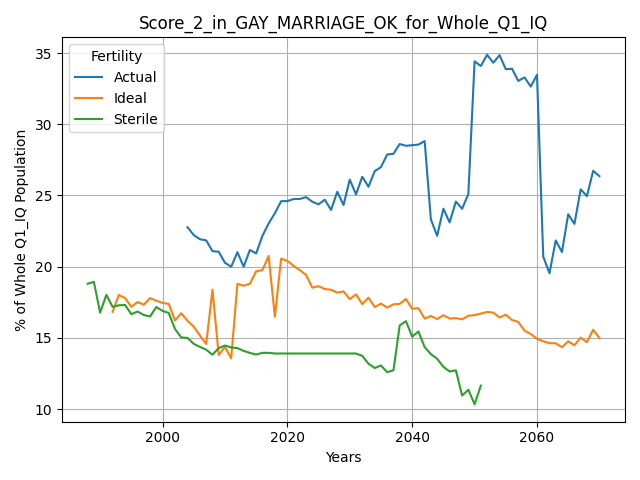 Score_2_in_GAY_MARRIAGE_OK_for_Whole_Q1_IQ
Fertility
Actual
Ideal
Sterile
% of Whole Q1_IQ Population
35
30
25
20
15
10
2000 2020 2040 2060
Years